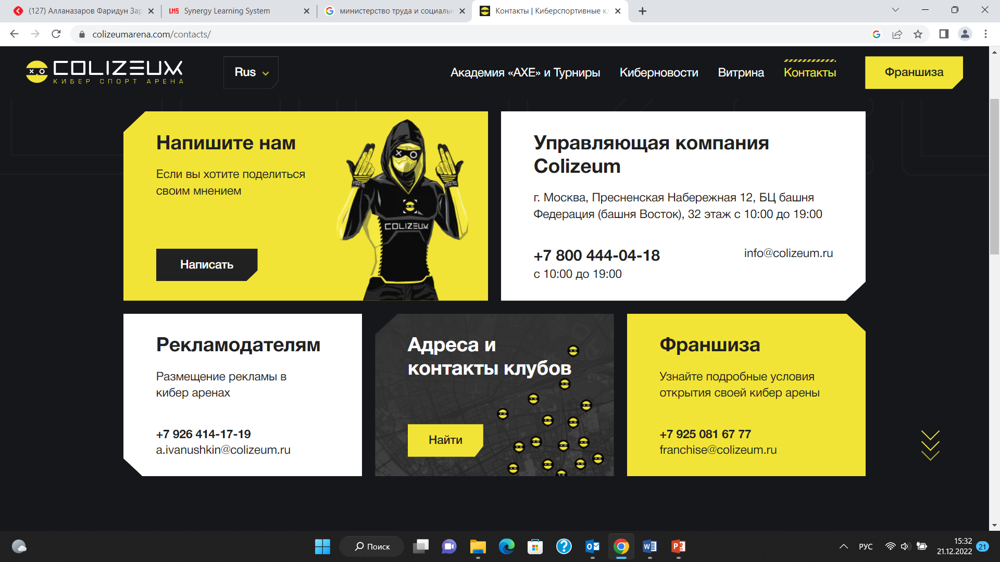 (127) Алланазаров Фаридун Зар
LMS Synergy Learning System
министерство труда и социальн
Контакты | Киберспортивные к
colizeumarena.com/contacts/
COLIZEUM
КИБЕР СПОРТ АРЕНА
Rus
Академия «АХЕ» и Турниры
Киберновости
Витрина
Контакты
Франшиза
Напишите нам
Если вы хотите поделиться
своим мнением
Написать
COLIZEUM
Управляющая компания
Colizeum
г. Москва, Пресненская Набережная 12, БЦ башня
Федерация (башня Восток), 32 этаж с 10:00 до 19:00
+7 800 444-04-18
info@colizeum.ru
с 10:00 до 19:00
Рекламодателям
Размещение рекламы в
кибер аренах
+7 926 414-17-19
a.ivanushkin@colizeum.ru
Адреса и
контакты клубов
Найти
Франшиза
Узнайте подробные условия
открытия своей кибер арены
+7 925 081 67 77
franchise@colizeum.ru
Поиск
РУС
15:32
21.12.2022
21